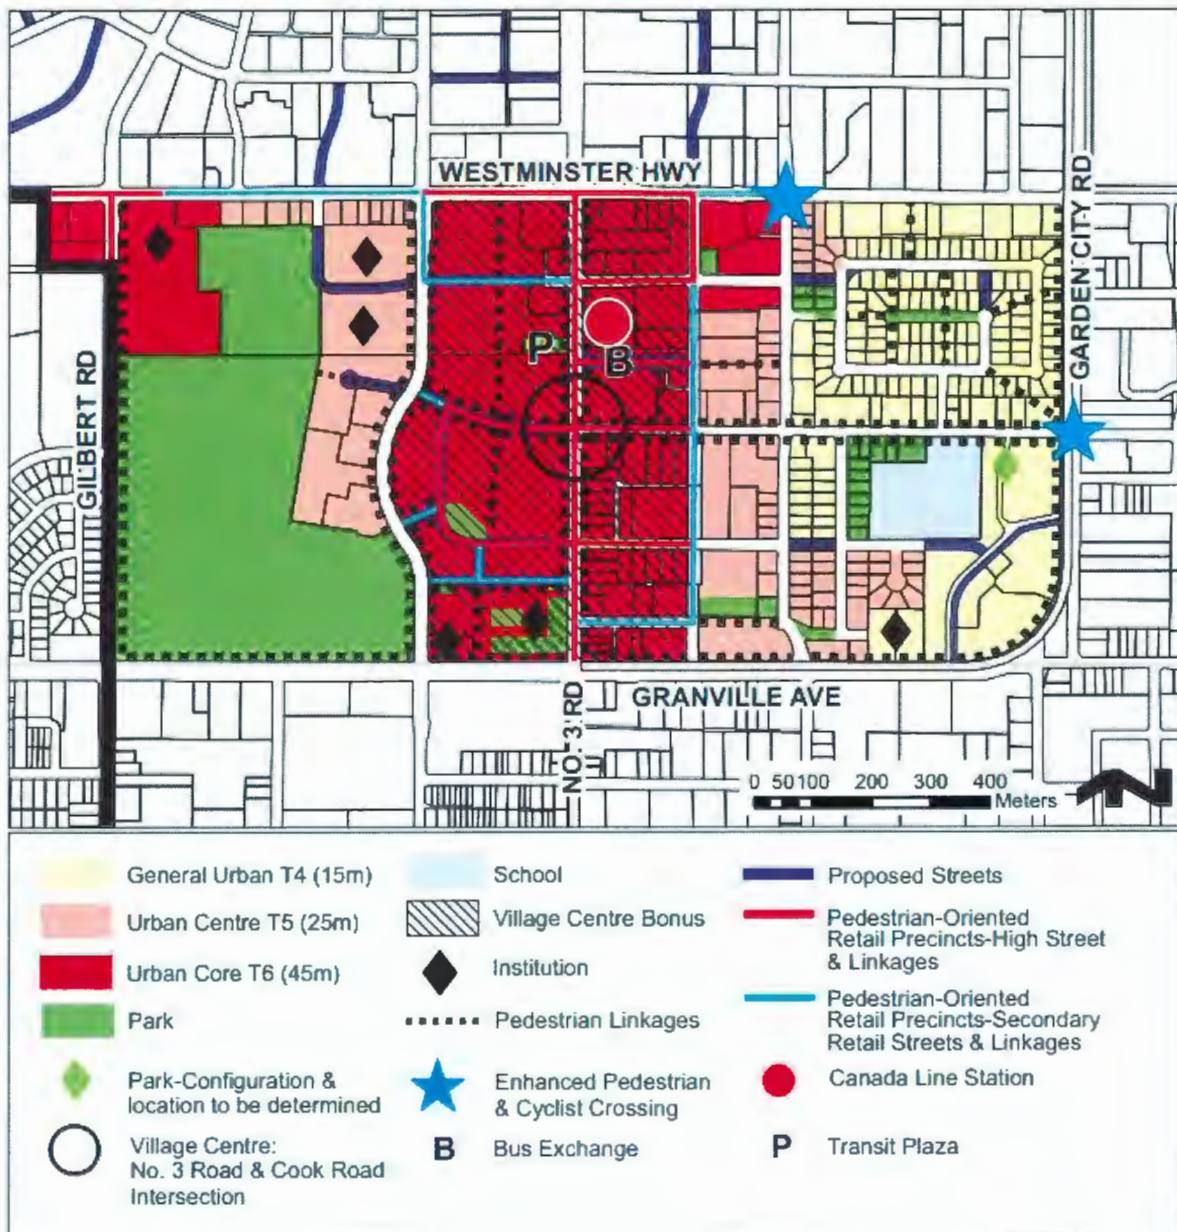 WESTMINSTER HWY
GILBERT RD
GARDEN CITY RD
P
B
NO. 3 RD
GRANVILLE AVE
0 50 100 200 300 400
Meters
General Urban T4 (15m)
Urban Centre T5 (25m)
Urban Core T6 (45m)
Park
Park-Configuration &
location to be determined
Village Centre:
No. 3 Road & Cook Road
Intersection
School
Village Centre Bonus
Institution
Pedestrian Linkages
Enhanced Pedestrian
& Cyclist Crossing
B
Bus Exchange
Proposed Streets
Pedestrian-Oriented
Retail Precincts-High Street
& Linkages
Pedestrian-Oriented
Retail Precincts-Secondary
Retail Streets & Linkages
Canada Line Station
P
Transit Plaza